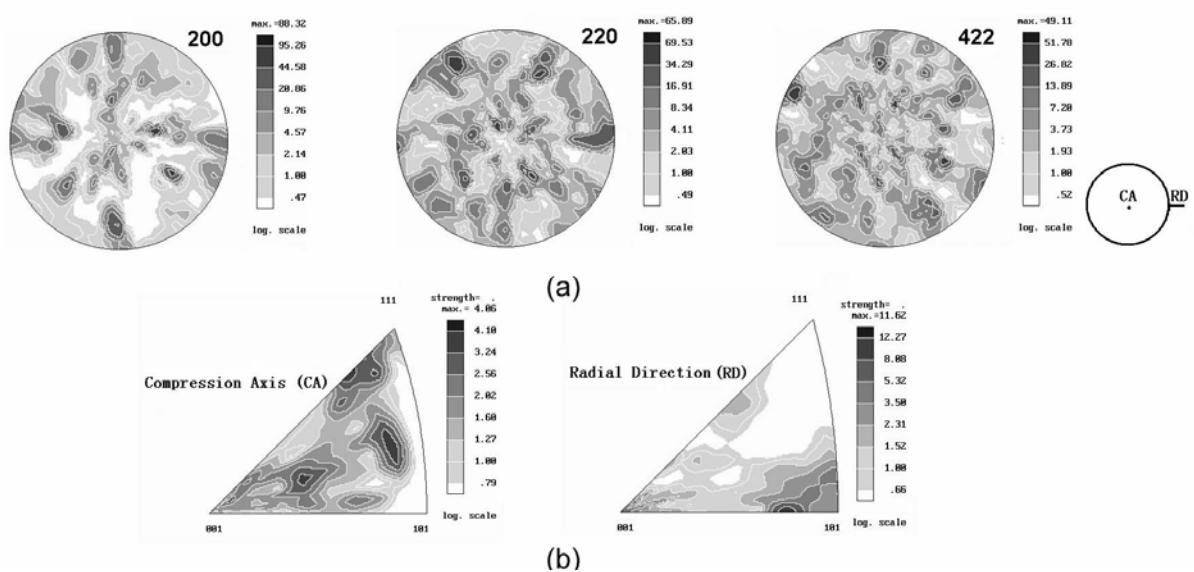 200
max.=88.32
95.26
44.58
20.86
9.76
4.57
2.14
1.00
.47
log. scale
220
max.=65.89
69.53
34.29
16.91
8.34
4.11
2.03
1.00
.49
log. scale
422
max.=49.11
51.78
26.82
13.89
7.20
3.73
1.93
1.00
.52
log. scale
CA
RD
(a)
111
Compression Axis (CA)
001
101
strength= .
max.= 4.06
4.10
3.24
2.56
2.02
1.60
1.27
1.00
.79
log. scale
111
Radial Direction (RD)
001
101
strength= .
max.=11.62
12.27
8.08
5.32
3.50
2.31
1.52
1.00
.66
log. scale
(b)